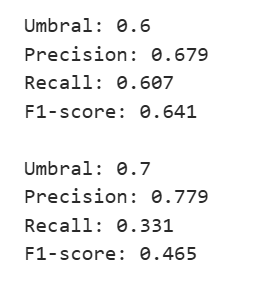 Umbral: 0.6
Precision: 0.679
Recall: 0.607
F1-score: 0.641
Umbral: 0.7
Precision: 0.779
Recall: 0.331
F1-score: 0.465